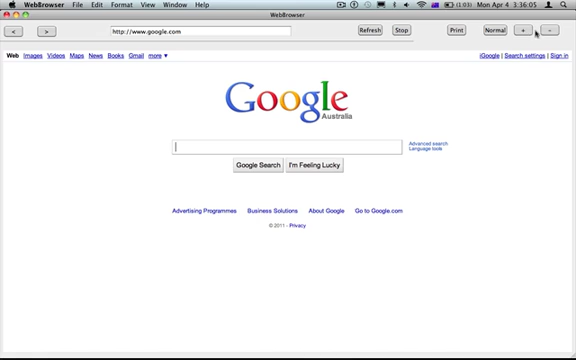 WebBrowser File Edit Format View Window Help (1:03) Mon Apr 4 3:36:05
WebBrowser
< > http://www.google.com Refresh Stop Print Normal + -
Web Images Videos Maps News Books Gmail more ▼ iGoogle | Search settings | Sign in
Google
Australia
Advanced search
Language tools
Google Search I'm Feeling Lucky
Advertising Programmes Business Solutions About Google Go to Google.com
© 2011 - Privacy